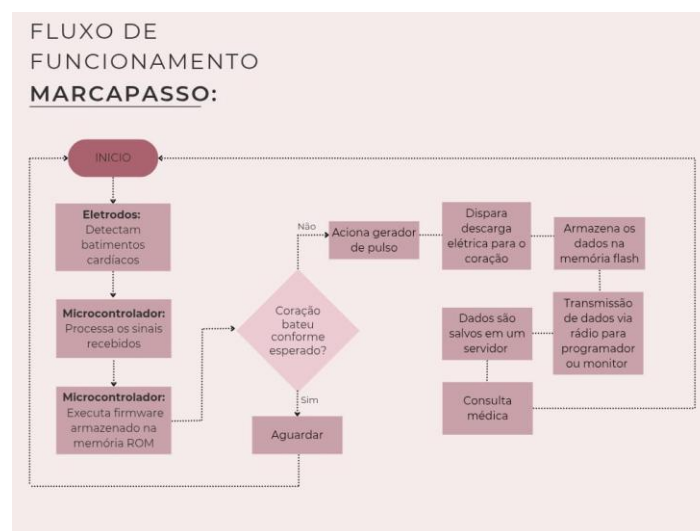 FLUXO DE
FUNCIONAMENTO
MARCAPASSO:
INICIO
Eletrodos:
Detectam
batimentos
cardíacos
Microcontrolador:
Processa os sinais
recebidos
Microcontrolador:
Executa firmware
armazenado na
memória ROM
Coração
bateu
conforme
esperado?
Não
Sim
Aguardar
Aciona gerador
de pulso
Dispara
descarga
elétrica para o
coração
Armazena os
dados na
memória flash
Transmissão
de dados via
rádio para
programador
ou monitor
Dados são
salvos em um
servidor
Consulta
médica